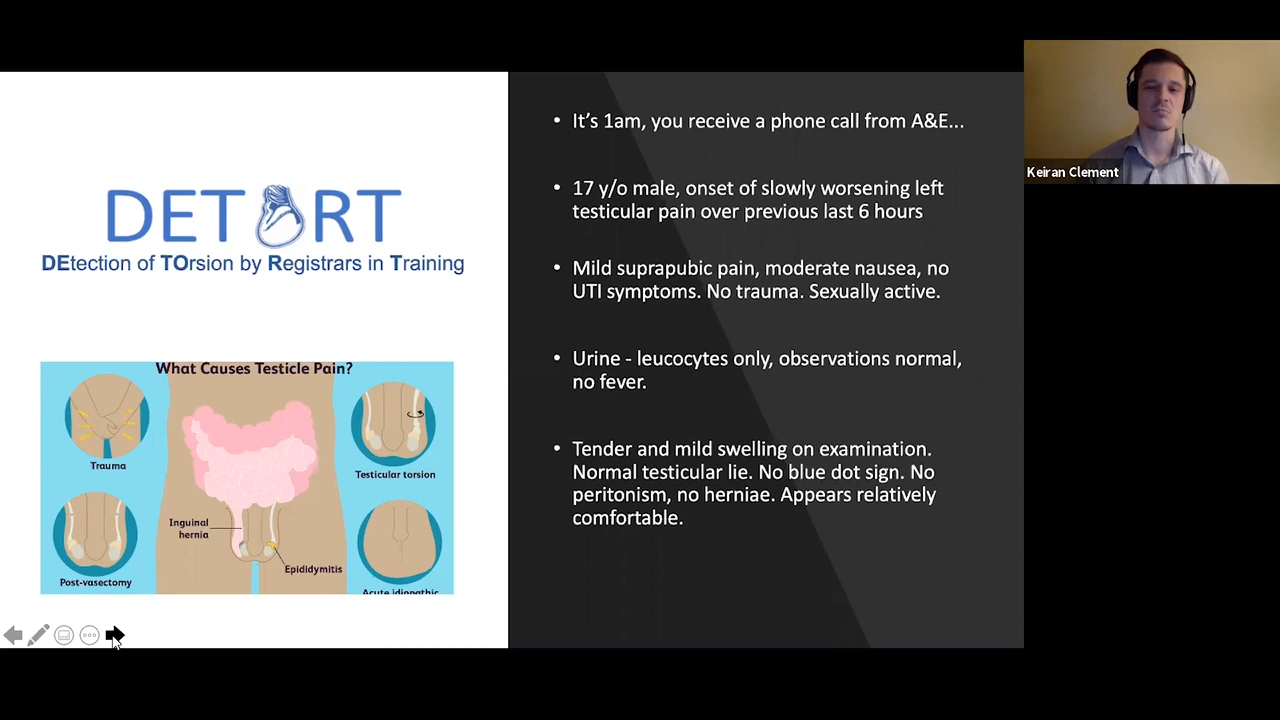 DET RT
DEtection of TOrsion by Registrars in Training
What Causes Testicle Pain?
Trauma
Testicular torsion
Inguinal
hernia
Epididymitis
Post-vasectomy
Acute idiopathic
• It's 1am, you receive a phone call from A&E...
• 17 y/o male, onset of slowly worsening left
testicular pain over previous last 6 hours
• Mild suprapubic pain, moderate nausea, no
UTI symptoms. No trauma. Sexually active.
• Urine - leucocytes only, observations normal,
no fever.
• Tender and mild swelling on examination.
Normal testicular lie. No blue dot sign. No
peritonism, no herniae. Appears relatively
comfortable.
Keiran Clement